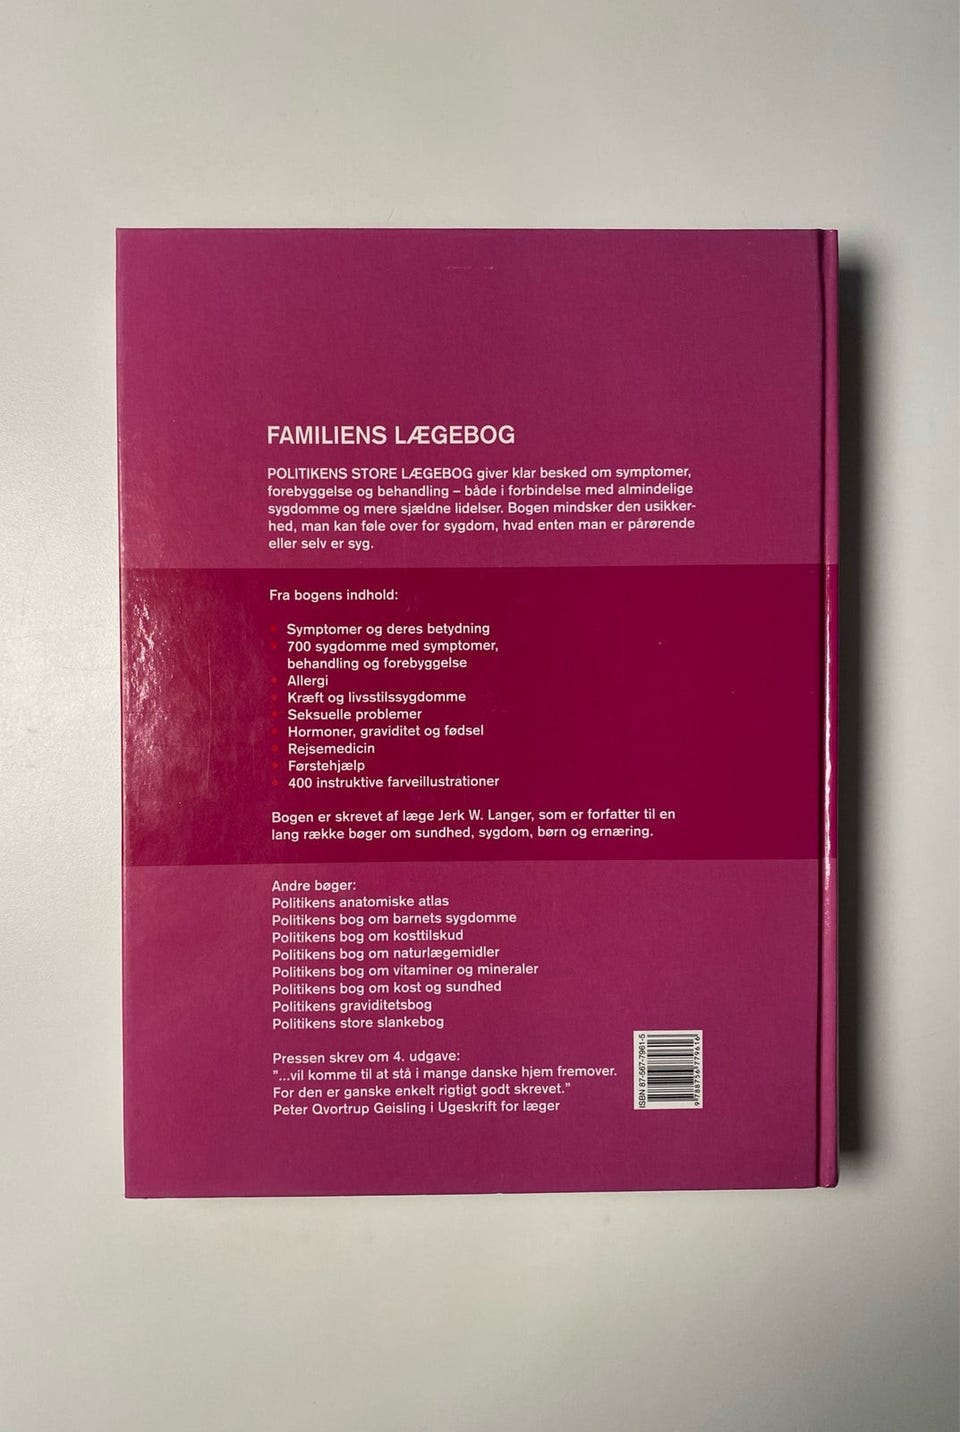 FAMILIENS LÆGEBOG
POLITIKENS STORE LÆGEBOG giver klar besked om symptomer,
forebyggelse og behandling – både i forbindelse med almindelige
sygdomme og mere sjældne lidelser. Bogen mindsker den usikker-
hed, man kan føle over for sygdom, hvad enten man er pårørende
eller selv er syg.
Fra bogens indhold:
Symptomer og deres betydning
700 sygdomme med symptomer,
behandling og forebyggelse
Allergi
Kræft og livsstilssygdomme
Seksuelle problemer
Hormoner, graviditet og fødsel
Rejsemedicin
Førstehjælp
400 instruktive farveillustrationer
Bogen er skrevet af læge Jerk W. Langer, som er forfatter til en
lang række bøger om sundhed, sygdom, børn og ernæring.
Andre bøger:
Politikens anatomiske atlas
Politikens bog om barnets sygdomme
Politikens bog om kosttilskud
Politikens bog om naturlægemidler
Politikens bog om vitaminer og mineraler
Politikens bog om kost og sundhed
Politikens graviditetsbog
Politikens store slankebog
Pressen skrev om 4. udgave:
"...vil komme til at stå i mange danske hjem fremover.
For den er ganske enkelt rigtigt godt skrevet."
Peter Qvortrup Geisling i Ugeskrift for læger
ISBN 87-567-7961-5
9 788756 779616